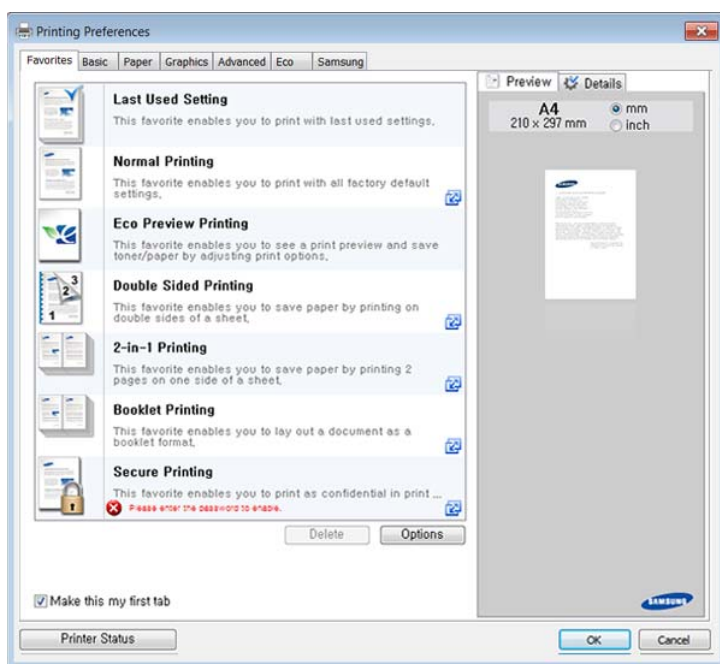 Printing Preferences
Favorites Basic Paper Graphics Advanced Eco Samsung
Last Used Setting
This favorite enables you to print with last used settings.
Normal Printing
This favorite enables you to print with all factory default
settings.
Eco Preview Printing
This favorite enables you to see a print preview and save
toner/paper by adjusting print options.
Double Sided Printing
This favorite enables you to save paper by printing on
double sides of a sheet.
2-in-1 Printing
This favorite enables you to save paper by printing 2
pages on one side of a sheet.
Booklet Printing
This favorite enables you to lay out a document as a
booklet format.
Secure Printing
This favorite enables you to print as confidential in print ...
Please enter the password to enable.
1 2 3
Delete Options
Make this my first tab
Preview Details
A4
210 x 297 mm
mm
inch
SAMSUNG
SAMSUNG
Printer Status
OK Cancel